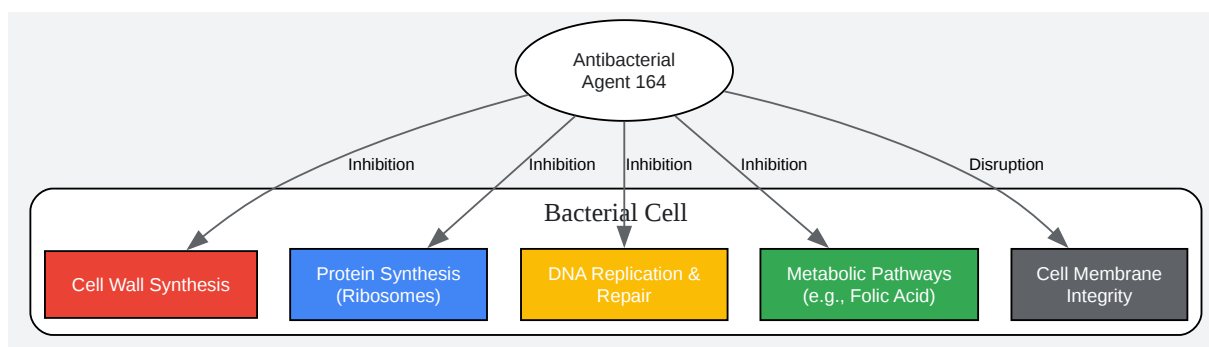 Antibacterial
Agent 164
Inhibition
Inhibition
Inhibition
Inhibition
Disruption
Bacterial Cell
Cell Wall Synthesis
Protein Synthesis
(Ribosomes)
DNA Replication &
Repair
Metabolic Pathways
(e.g., Folic Acid)
Cell Membrane
Integrity